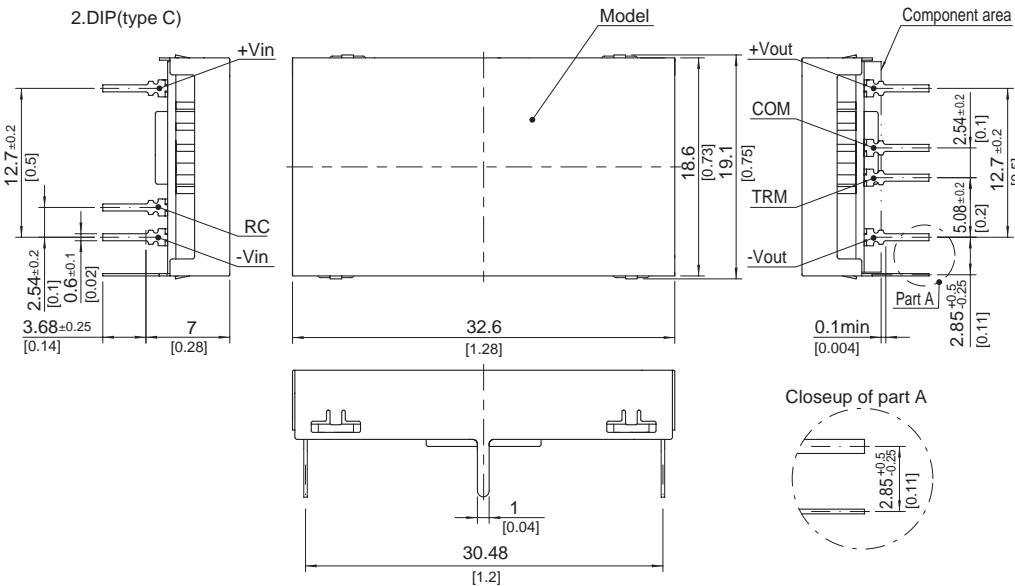 2.DIP(type C)
Model
Component area
+Vin
RC
-Vin
12.7±0.2
[0.5]
2.54±0.2
[0.1]
0.6±0.1
[0.02]
3.68±0.25
[0.14]
7
[0.28]
18.6
[0.73]
19.1
[0.75]
32.6
[1.28]
+Vout
COM
TRM
-Vout
2.54±0.2
[0.1]
12.7±0.2
[0.5]
5.08±0.2
[0.2]
Part A
2.85+0.5 -0.25
[0.11]
0.1min
[0.004]
1
[0.04]
30.48
[1.2]
Closeup of part A
2.85+0.5 -0.25
[0.11]